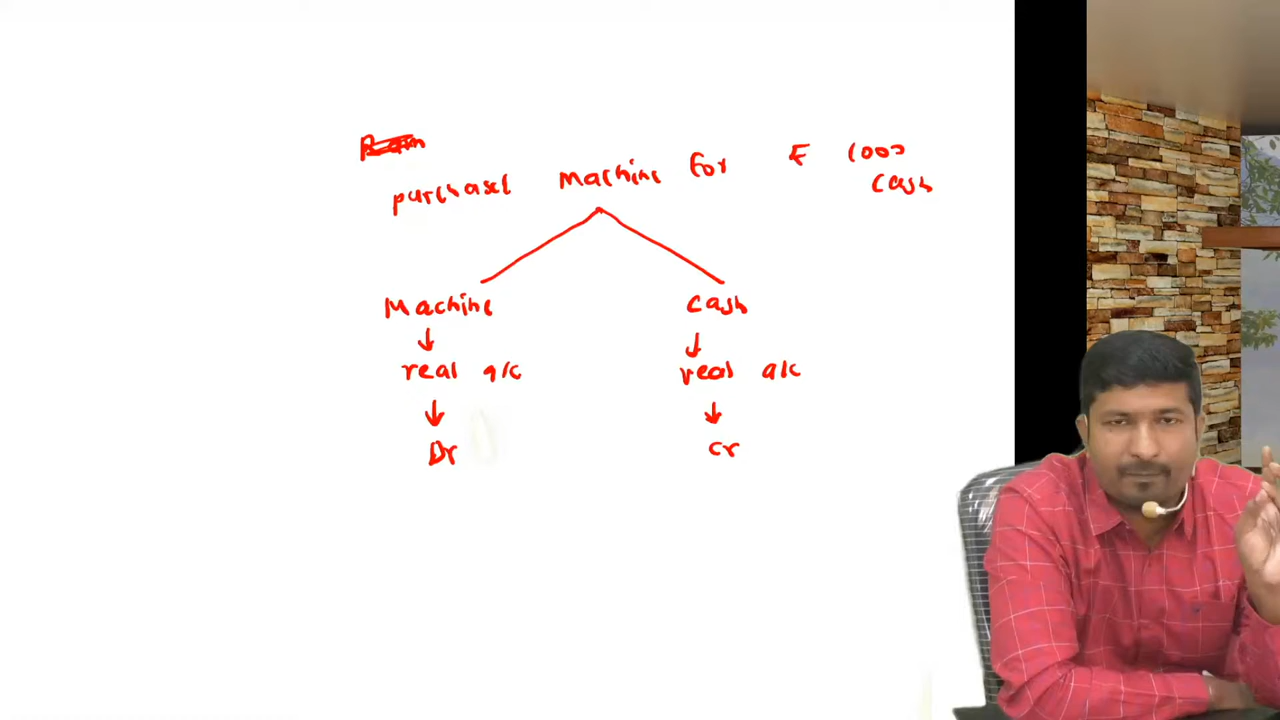 purchased Machine for ₹ 1000
cash
Machine cash
real a/c real a/c
Dr Cr